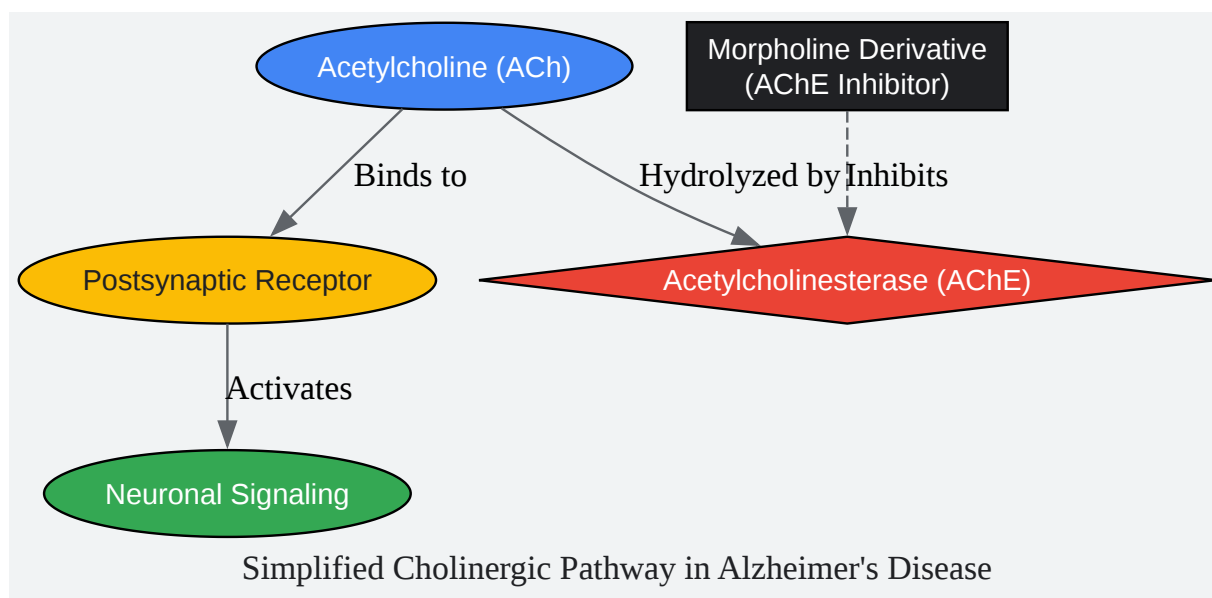 Acetylcholine (ACh)
Morpholine Derivative
(AChE Inhibitor)
Binds to
Hydrolyzed by
Inhibits
Postsynaptic Receptor
Acetylcholinesterase (AChE)
Activates
Neuronal Signaling
Simplified Cholinergic Pathway in Alzheimer's Disease